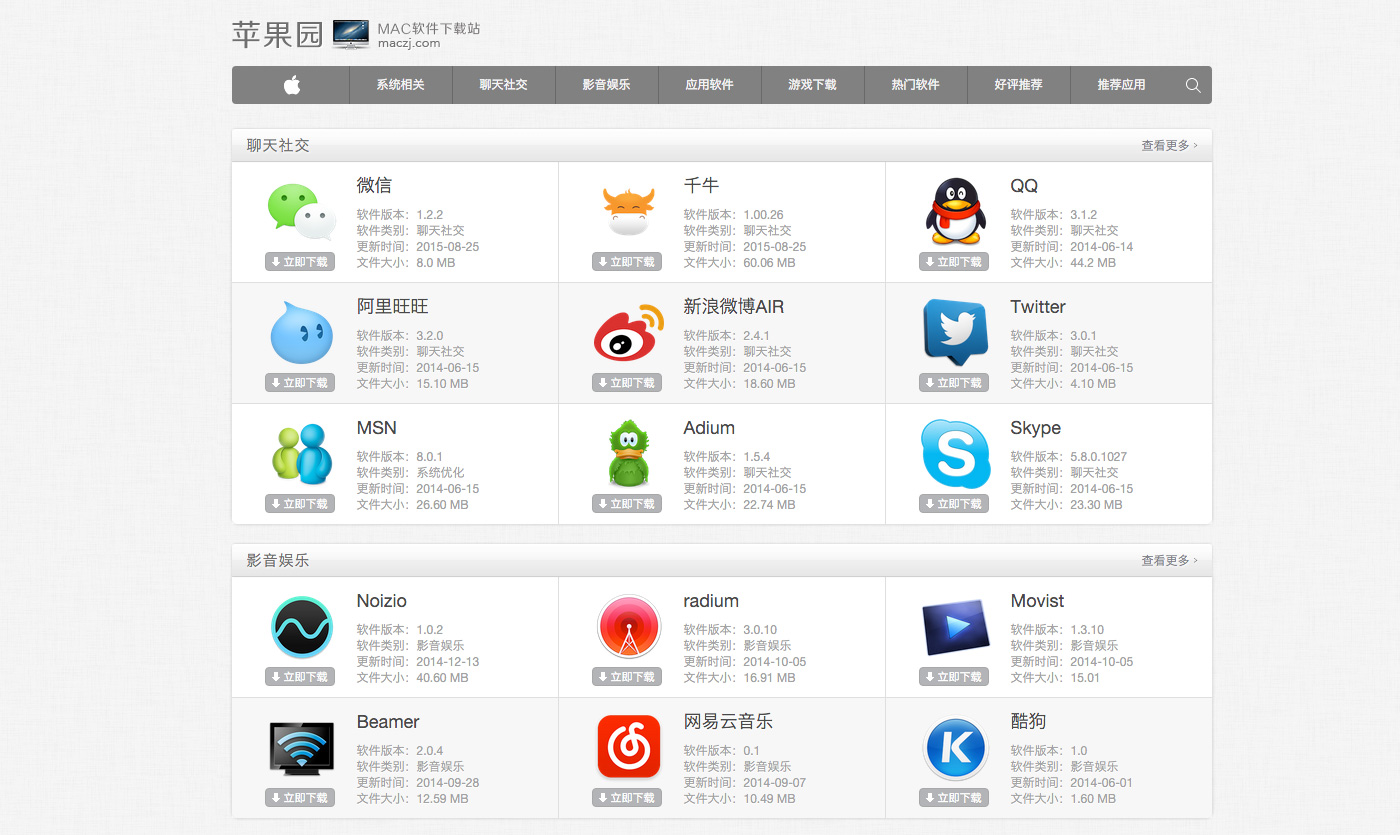 苹果园
MAC软件下载站
maczj.com
系统相关 聊天社交 影音娱乐 应用软件 游戏下载 热门软件 好评推荐 推荐应用
聊天社交 查看更多 ›
微信
软件版本：1.2.2
软件类别：聊天社交
更新时间：2015-08-25
文件大小：8.0 MB
立即下载
千牛
软件版本：1.00.26
软件类别：聊天社交
更新时间：2015-08-25
文件大小：60.06 MB
立即下载
QQ
软件版本：3.1.2
软件类别：聊天社交
更新时间：2014-06-14
文件大小：44.2 MB
立即下载
阿里旺旺
软件版本：3.2.0
软件类别：聊天社交
更新时间：2014-06-15
文件大小：15.10 MB
立即下载
新浪微博AIR
软件版本：2.4.1
软件类别：聊天社交
更新时间：2014-06-15
文件大小：18.60 MB
立即下载
Twitter
软件版本：3.0.1
软件类别：聊天社交
更新时间：2014-06-15
文件大小：4.10 MB
立即下载
MSN
软件版本：8.0.1
软件类别：系统优化
更新时间：2014-06-15
文件大小：26.60 MB
立即下载
Adium
软件版本：1.5.4
软件类别：聊天社交
更新时间：2014-06-15
文件大小：22.74 MB
立即下载
Skype
软件版本：5.8.0.1027
软件类别：聊天社交
更新时间：2014-06-15
文件大小：23.30 MB
立即下载
影音娱乐 查看更多 ›
Noizio
软件版本：1.0.2
软件类别：影音娱乐
更新时间：2014-12-13
文件大小：40.60 MB
立即下载
radium
软件版本：3.0.10
软件类别：影音娱乐
更新时间：2014-10-05
文件大小：16.91 MB
立即下载
Movist
软件版本：1.3.10
软件类别：影音娱乐
更新时间：2014-10-05
文件大小：15.01
立即下载
Beamer
软件版本：2.0.4
软件类别：影音娱乐
更新时间：2014-09-28
文件大小：12.59 MB
立即下载
网易云音乐
软件版本：0.1
软件类别：影音娱乐
更新时间：2014-09-07
文件大小：10.49 MB
立即下载
酷狗
软件版本：1.0
软件类别：影音娱乐
更新时间：2014-06-01
文件大小：1.60 MB
立即下载